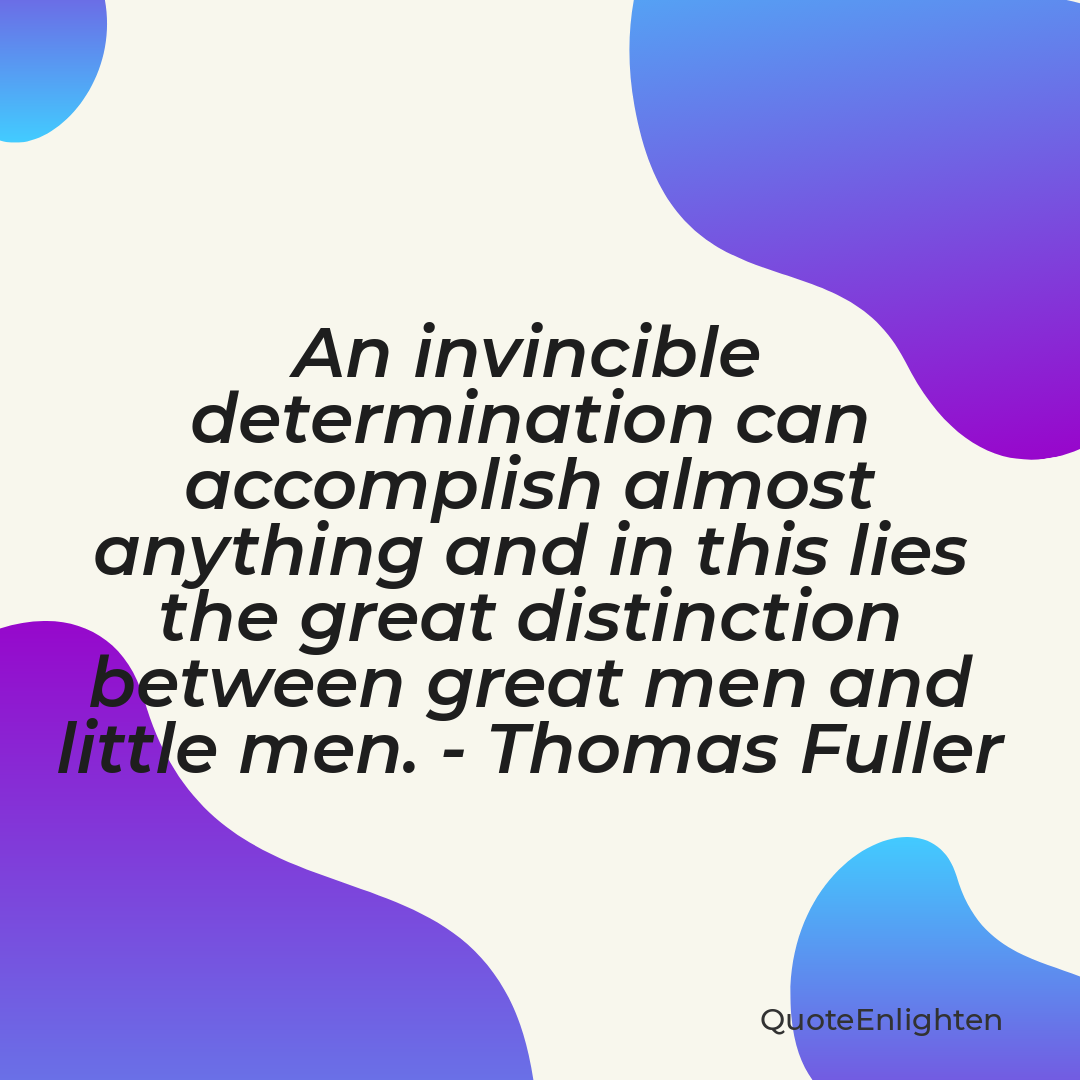 An invincible
determination can
accomplish almost
anything and in this lies
the great distinction
between great men and
little men. - Thomas Fuller
QuoteEnlighten